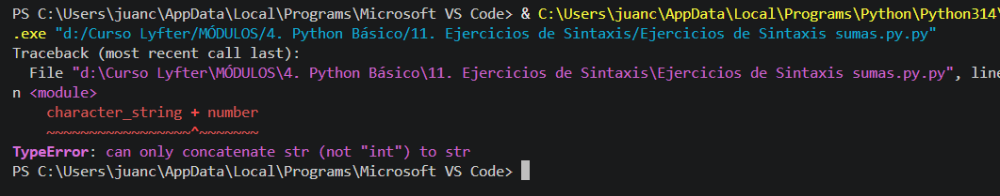 PS C:\Users\juanc\AppData\Local\Programs\Microsoft VS Code> & C:\Users\juanc\AppData\Local\Programs\Python\Python314\
.exe "d:/Curso Lyfter/MÓDULOS/4. Python Básico/11. Ejercicios de Sintaxis/Ejercicios de Sintaxis sumas.py.py"
Traceback (most recent call last):
  File "d:\Curso Lyfter\MÓDULOS\4. Python Básico\11. Ejercicios de Sintaxis\Ejercicios de Sintaxis sumas.py.py", line
n <module>
    character_string + number
    ~~~~~~~~~~~~~~~~~^~~~~~~~
TypeError: can only concatenate str (not "int") to str
PS C:\Users\juanc\AppData\Local\Programs\Microsoft VS Code>